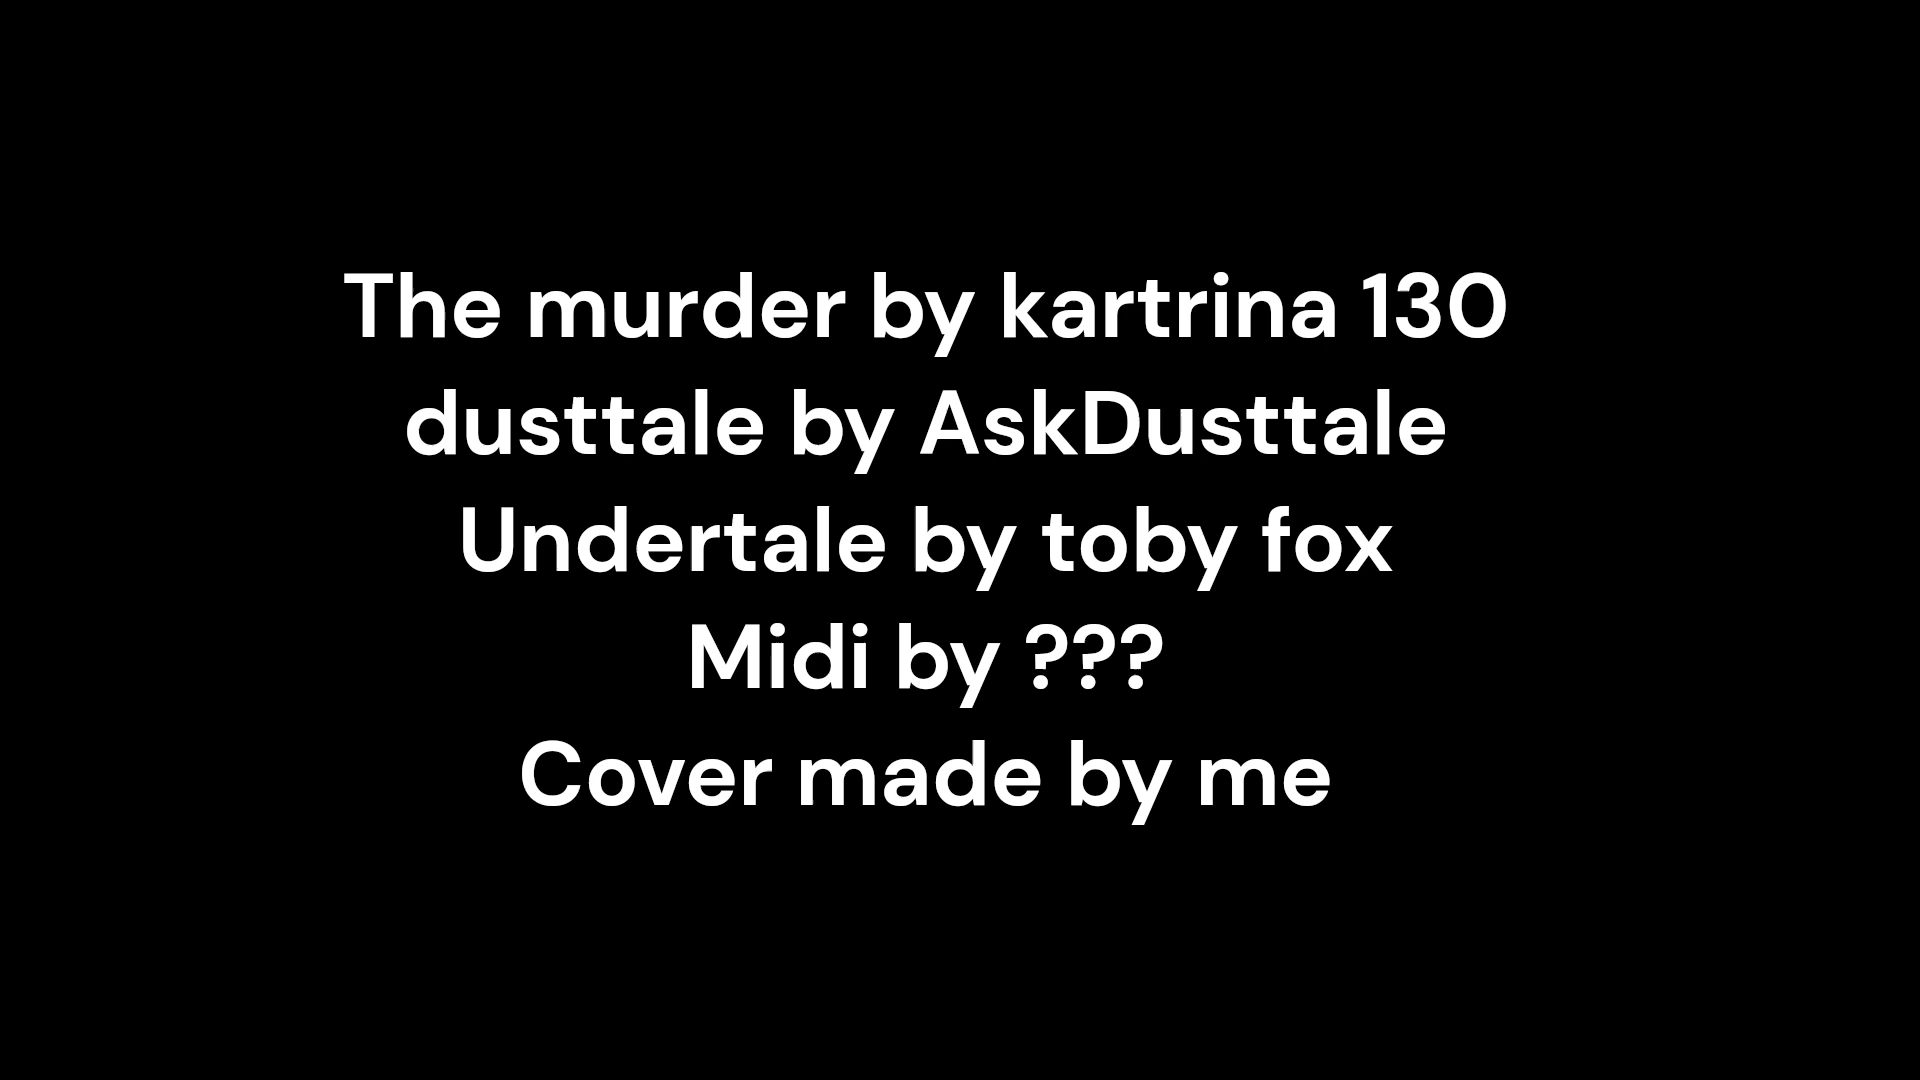 The murder by kartrina 130
dusttale by AskDusttale
Undertale by toby fox
Midi by ???
Cover made by me